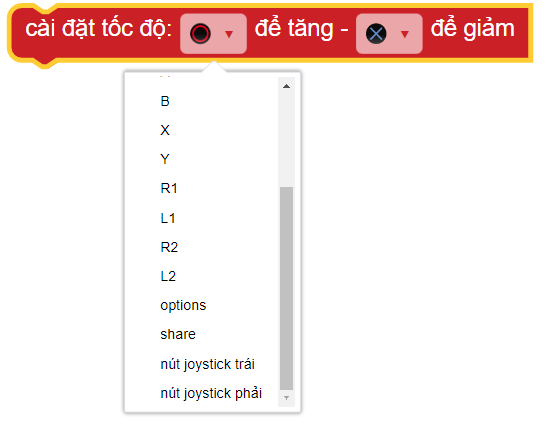 cài đặt tốc độ: để tăng - để giảm
B
X
Y
R1
L1
R2
L2
options
share
nút joystick trái
nút joystick phải